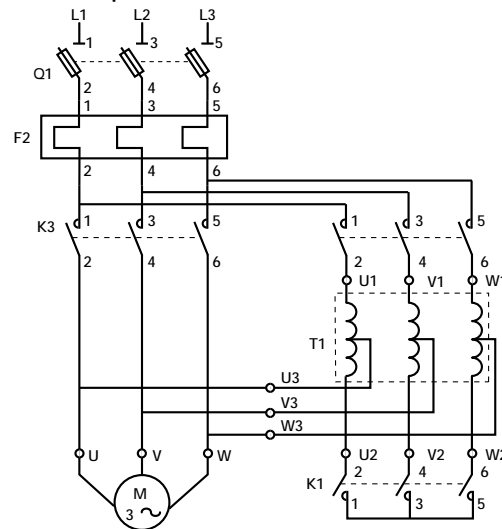 L1 L2 L3
1 3 5
Q1
2 4 6
1 3 5
F2
2 4 6
K3 1 3 5 1 3 5
2 4 6 2 4 6
U1 V1 W1
T1
U3
V3
W3
U V W U2 V2 W2
2 4 6
K1
M
3
1 3 5